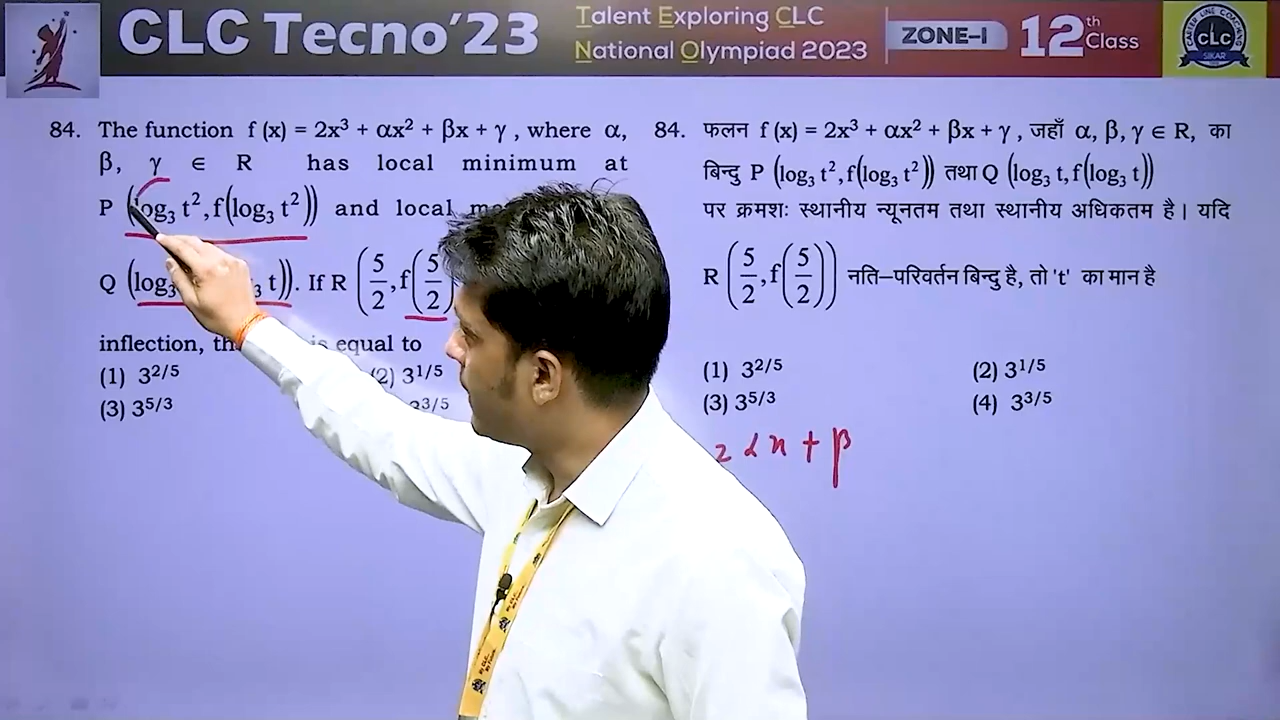 CLC Tecno'23
Talent Exploring CLC
National Olympiad 2023
ZONE-I
12th Class
CLC
SIKAR
84. The function f (x) = 2x³ + αx² + βx + γ , where α,
β, γ ∈ R has local minimum at
P (log₃ t², f(log₃ t²)) and local
Q (log₃ t)). If R (5/2, f(5/2)
inflection, is equal to
(1) 3^2/5 (2) 3^1/5
(3) 3^5/3 3^3/5
84. फलन f (x) = 2x³ + αx² + βx + γ , जहाँ α, β, γ ∈ R, का
बिन्दु P (log₃ t², f(log₃ t²)) तथा Q (log₃ t, f(log₃ t))
पर क्रमशः स्थानीय न्यूनतम तथा स्थानीय अधिकतम है। यदि
R (5/2, f(5/2)) नति–परिवर्तन बिन्दु है, तो 't' का मान है
(1) 3^2/5 (2) 3^1/5
(3) 3^5/3 (4) 3^3/5
2αx + β